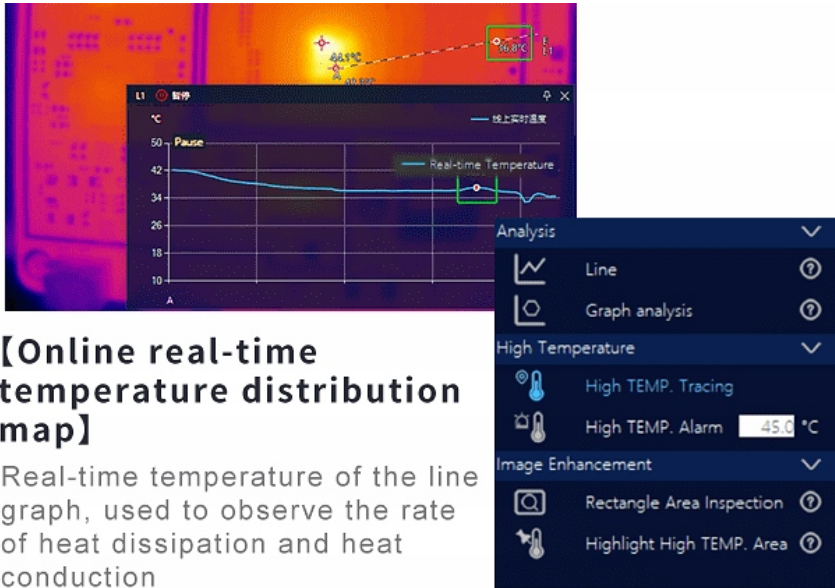 44.1°C
A
36.8°C
E
L1
L1 暂停
°C
线上实时温度
50
Pause
Real-time Temperature
42
34
26
18
10
A
Analysis
Line
Graph analysis
High Temperature
High TEMP. Tracing
High TEMP. Alarm 45.0 °C
Image Enhancement
Rectangle Area Inspection
Highlight High TEMP. Area
【Online real-time
temperature distribution
map】
Real-time temperature of the line
graph, used to observe the rate
of heat dissipation and heat
conduction